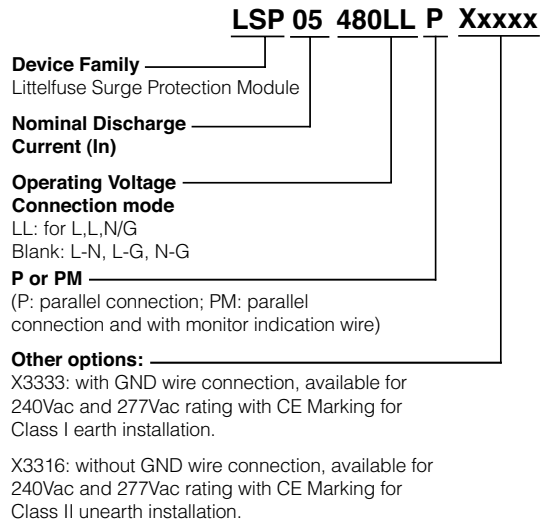 LSP 05 480LL P Xxxxx
Device Family
Littelfuse Surge Protection Module
Nominal Discharge
Current (In)
Operating Voltage
Connection mode
LL: for L,L,N/G
Blank: L-N, L-G, N-G
P or PM
(P: parallel connection; PM: parallel
connection and with monitor indication wire)
Other options:
X3333: with GND wire connection, available for
240Vac and 277Vac rating with CE Marking for
Class I earth installation.
X3316: without GND wire connection, available for
240Vac and 277Vac rating with CE Marking for
Class II unearth installation.